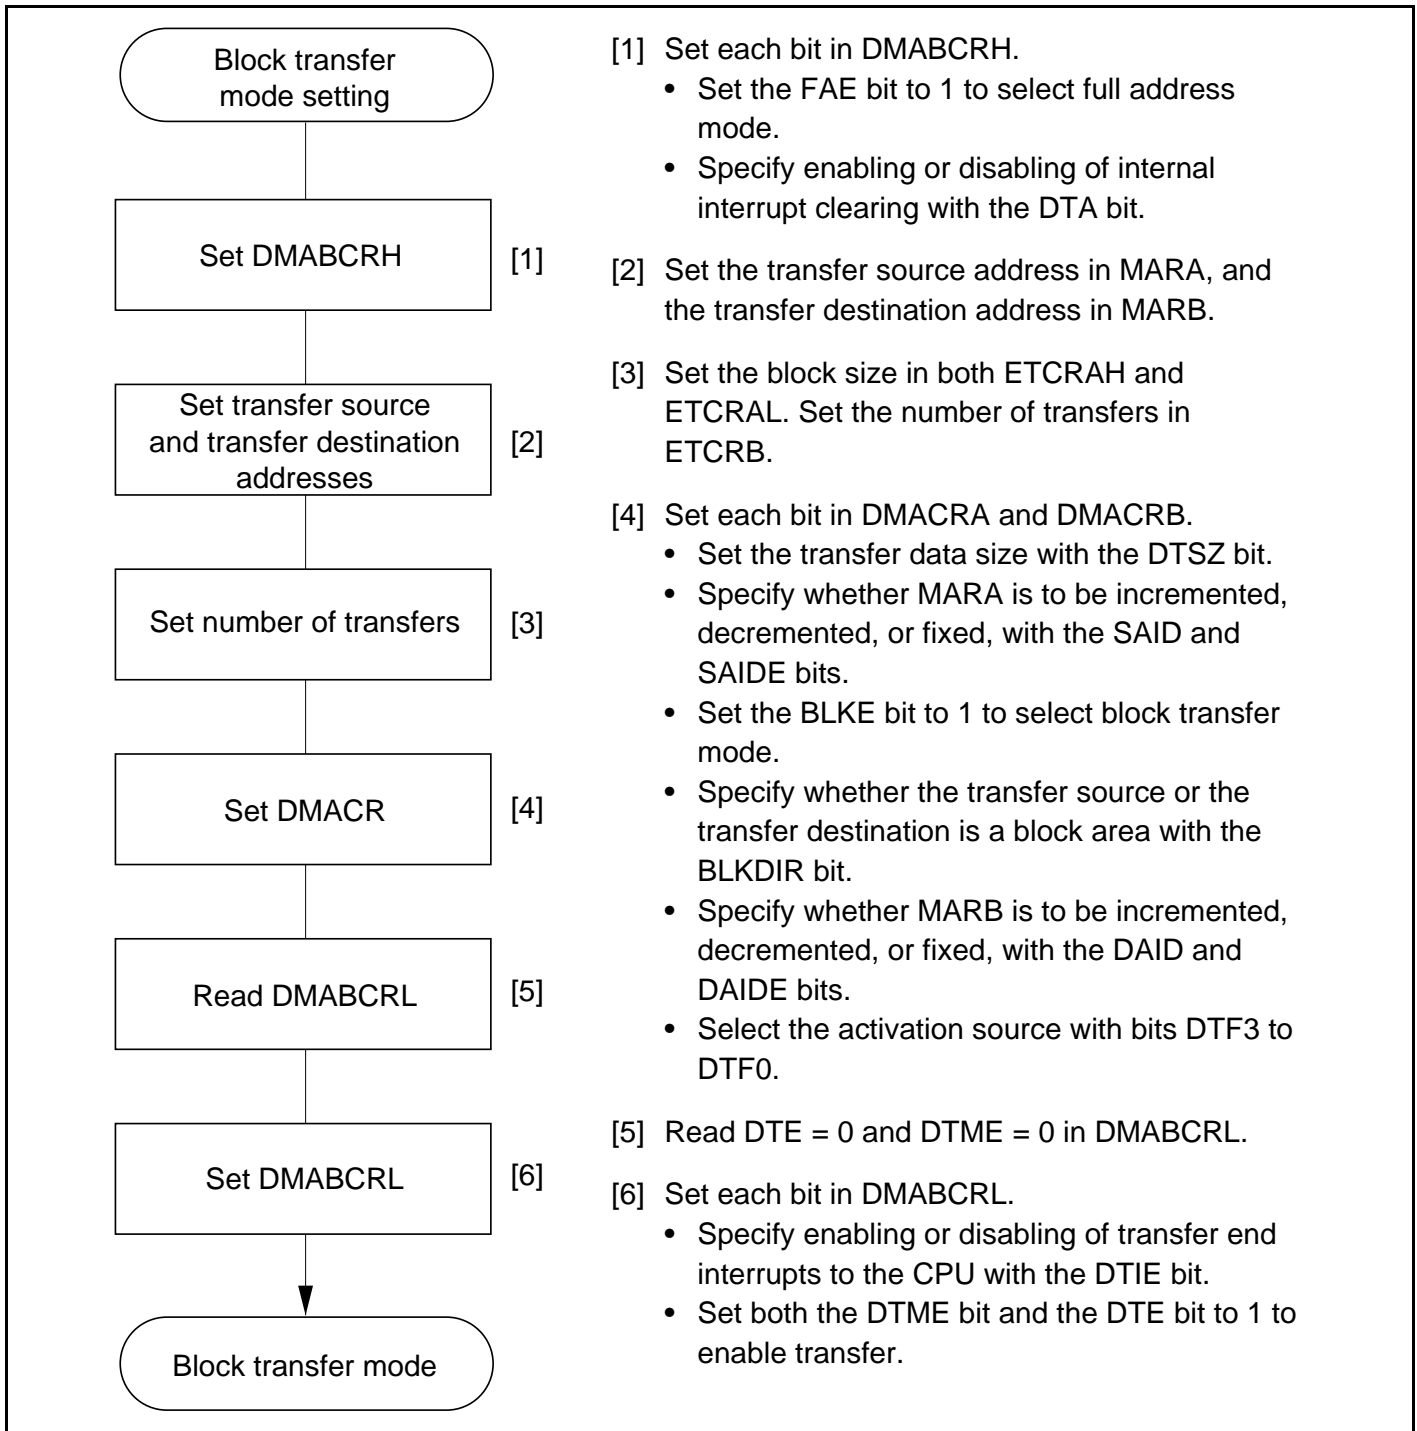 Block transfer
mode setting
Set DMABCRH
[1]
Set transfer source
and transfer destination
addresses
[2]
Set number of transfers
[3]
Set DMACR
[4]
Read DMABCRL
[5]
Set DMABCRL
[6]
Block transfer mode
[1] Set each bit in DMABCRH.
• Set the FAE bit to 1 to select full address
mode.
• Specify enabling or disabling of internal
interrupt clearing with the DTA bit.
[2] Set the transfer source address in MARA, and
the transfer destination address in MARB.
[3] Set the block size in both ETCRAH and
ETCRAL. Set the number of transfers in
ETCRB.
[4] Set each bit in DMACRA and DMACRB.
• Set the transfer data size with the DTSZ bit.
• Specify whether MARA is to be incremented,
decremented, or fixed, with the SAID and
SAIDE bits.
• Set the BLKE bit to 1 to select block transfer
mode.
• Specify whether the transfer source or the
transfer destination is a block area with the
BLKDIR bit.
• Specify whether MARB is to be incremented,
decremented, or fixed, with the DAID and
DAIDE bits.
• Select the activation source with bits DTF3 to
DTF0.
[5] Read DTE = 0 and DTME = 0 in DMABCRL.
[6] Set each bit in DMABCRL.
• Specify enabling or disabling of transfer end
interrupts to the CPU with the DTIE bit.
• Set both the DTME bit and the DTE bit to 1 to
enable transfer.